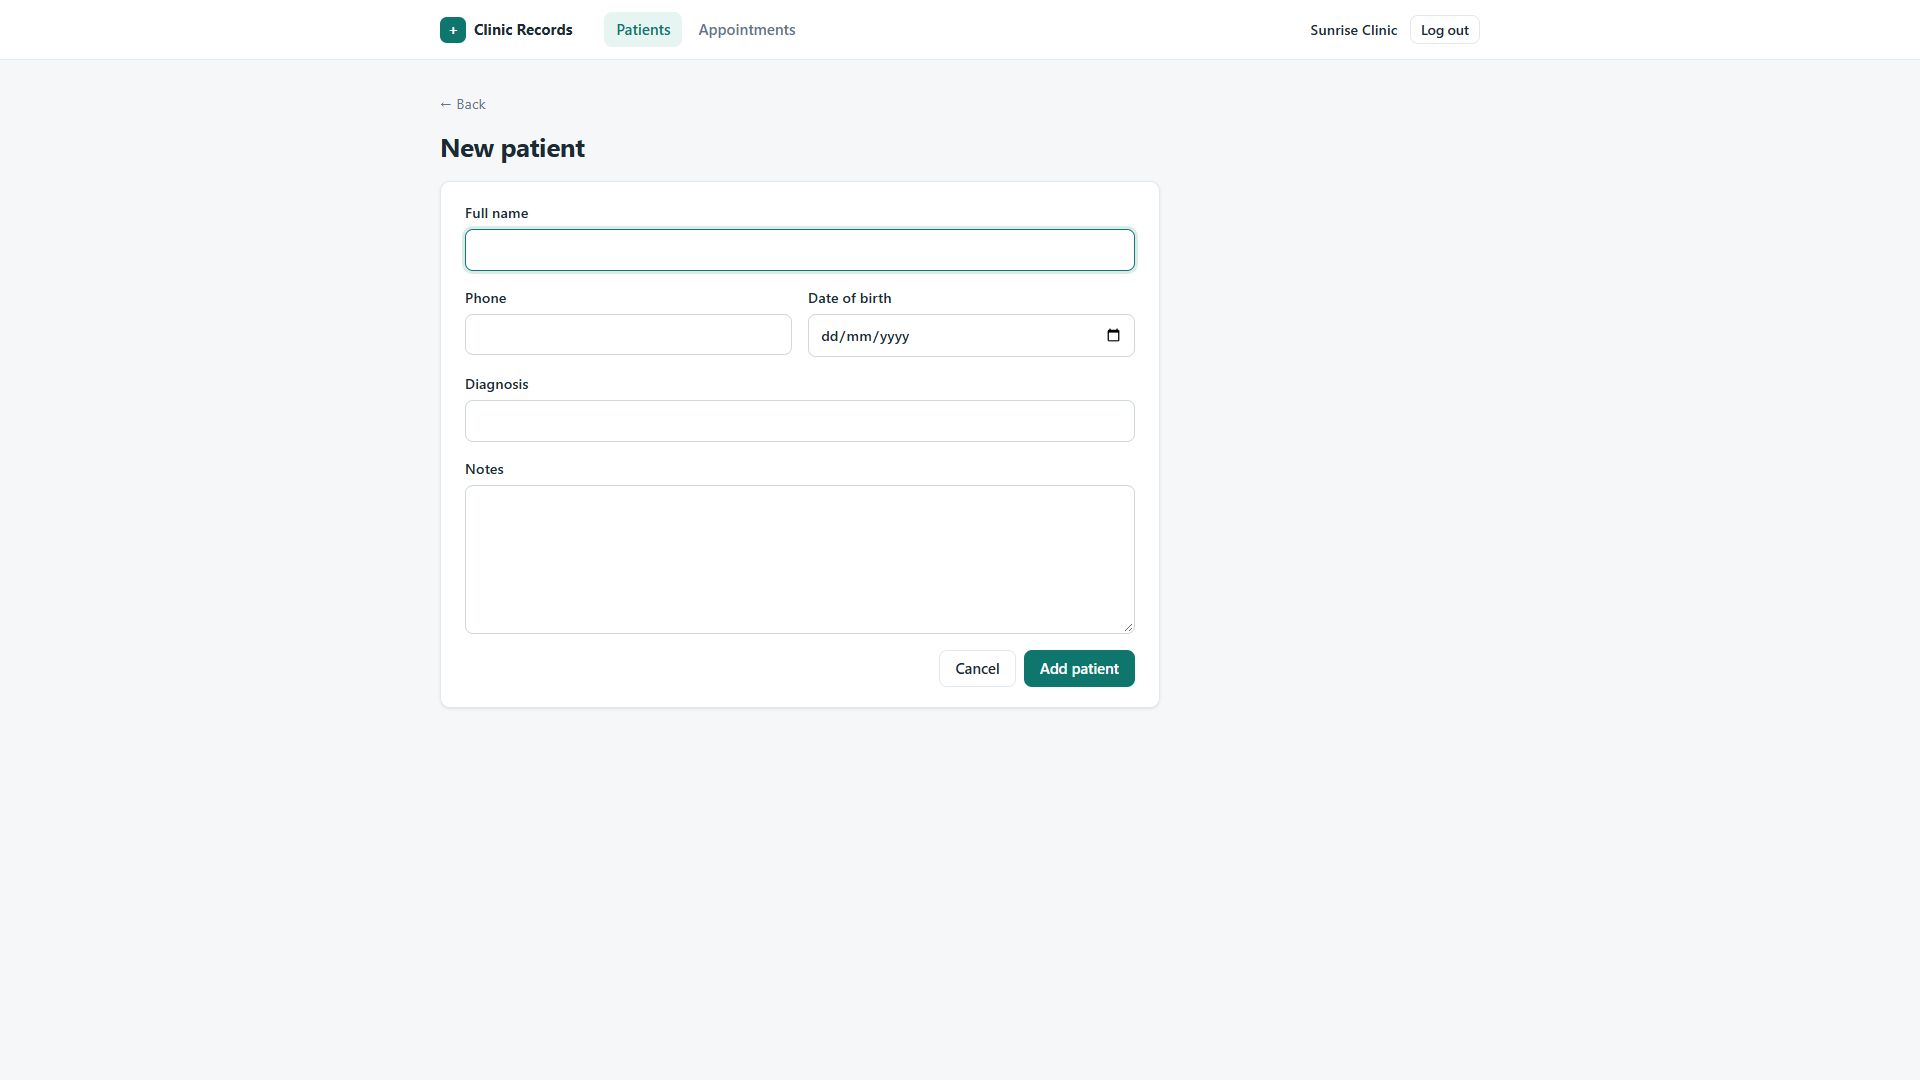 + Clinic Records Patients Appointments Sunrise Clinic Log out
← Back
New patient
Full name
Phone Date of birth
dd/mm/yyyy
Diagnosis
Notes
Cancel Add patient